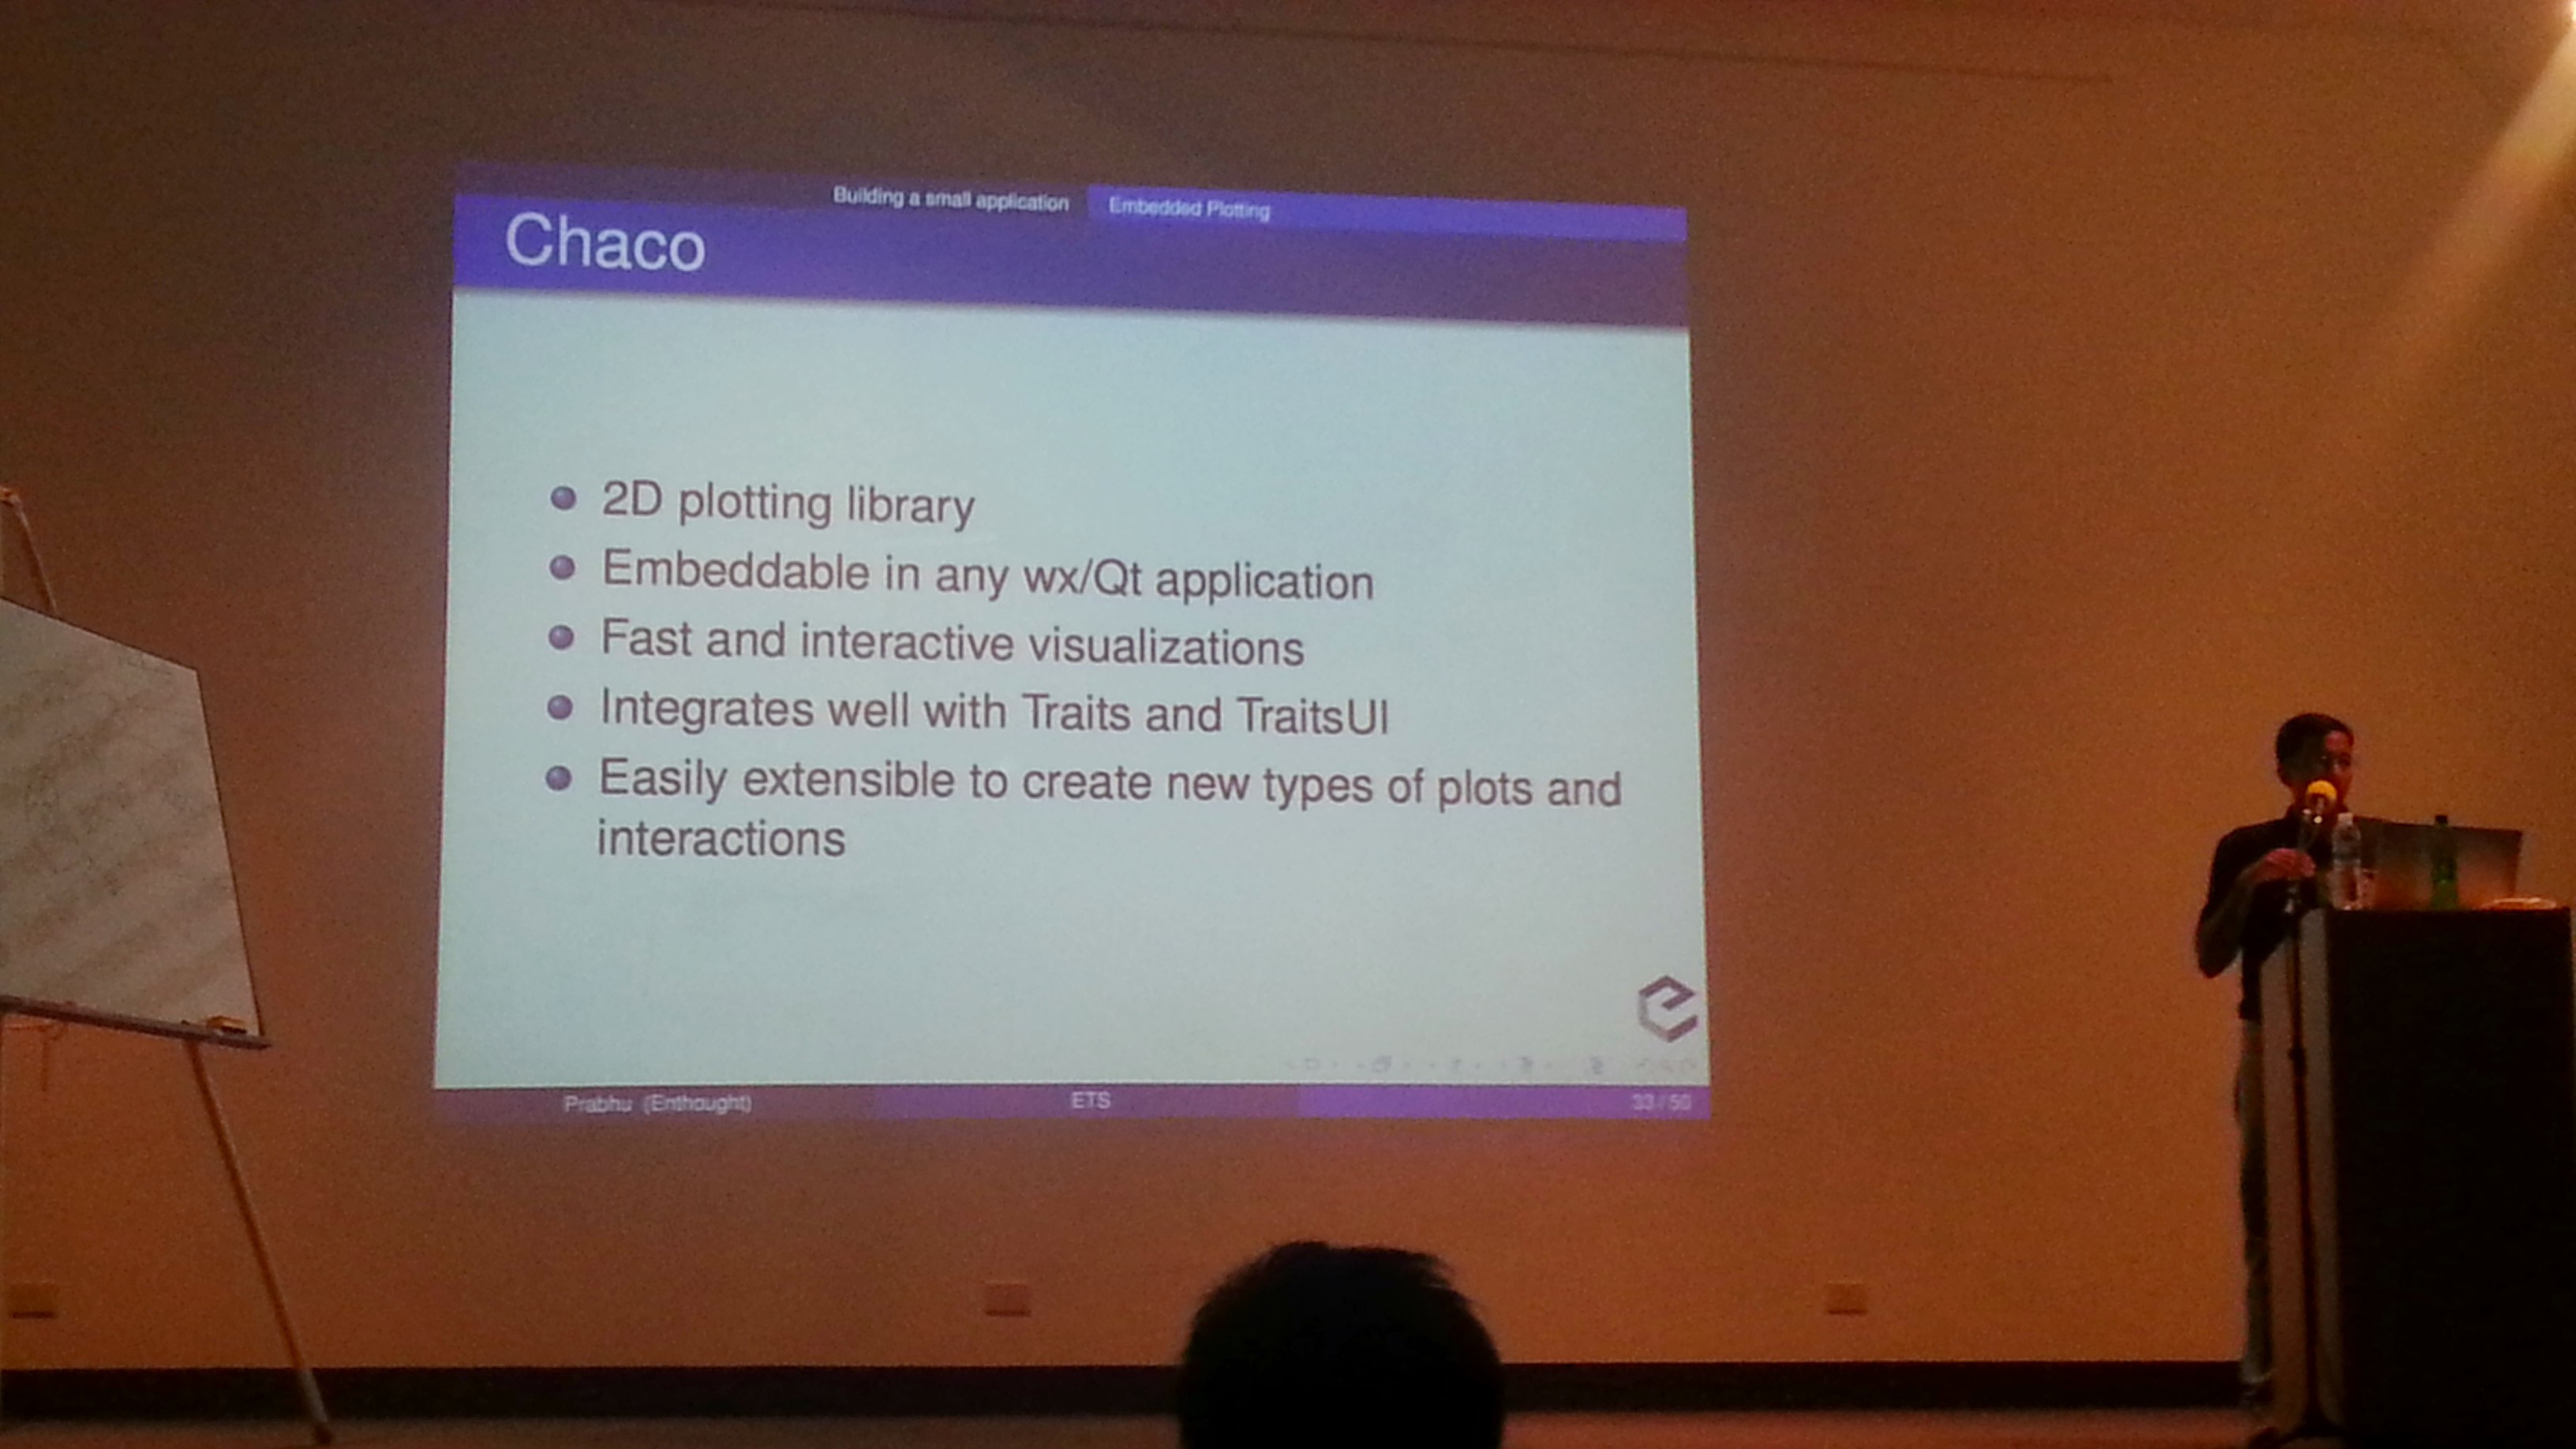 Building a small application
Embedded Plotting
Chaco
2D plotting library
Embeddable in any wx/Qt application
Fast and interactive visualizations
Integrates well with Traits and TraitsUI
Easily extensible to create new types of plots and
interactions
Prabhu (Enthought)
ETS
33 / 50